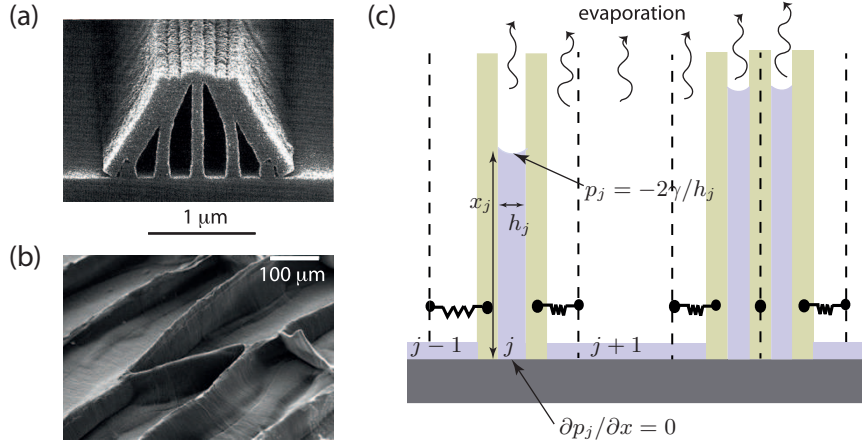 (a)
1 μm
(b)
100 μm
(c)
evaporation
p_j = −2γ/h_j
x_j
h_j
j − 1
j
j + 1
∂p_j/∂x = 0